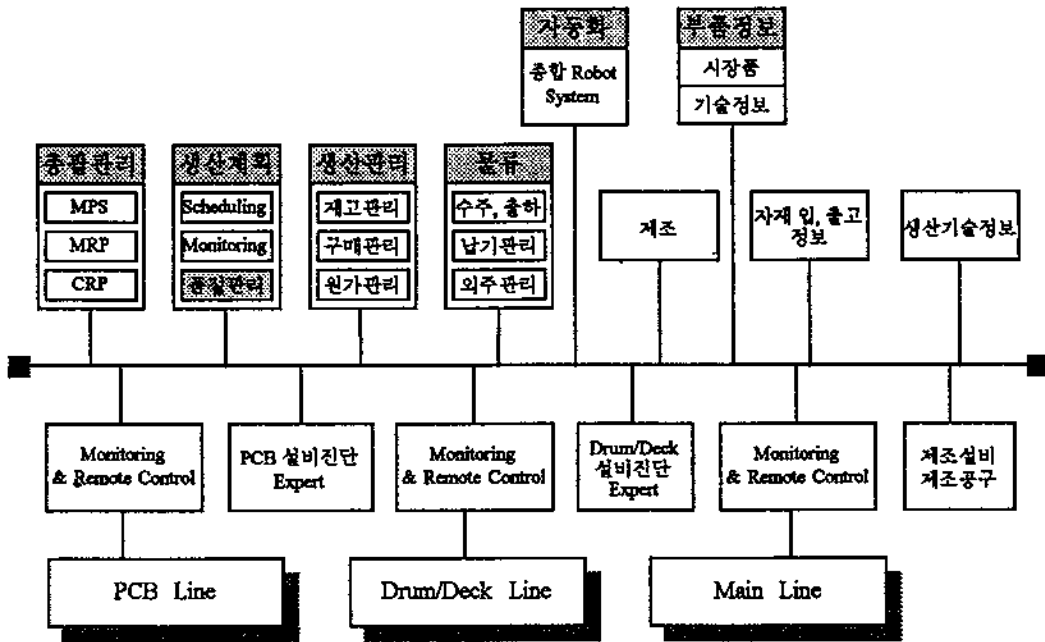 자동화
종합 Robot
System
부품정보
시장품
기술정보
총괄관리
MPS
MRP
CRP
생산계획
Scheduling
Monitoring
품질관리
생산관리
재고관리
구매관리
원가관리
물류
수주, 출하
납기관리
외주관리
제조
자재 입, 출고
정보
생산기술정보
Monitoring
& Remote Control
PCB 설비진단
Expert
Monitoring
& Remote Control
Drum/Deck
설비진단
Expert
Monitoring
& Remote Control
제조설비
제조공구
PCB Line
Drum/Deck Line
Main Line